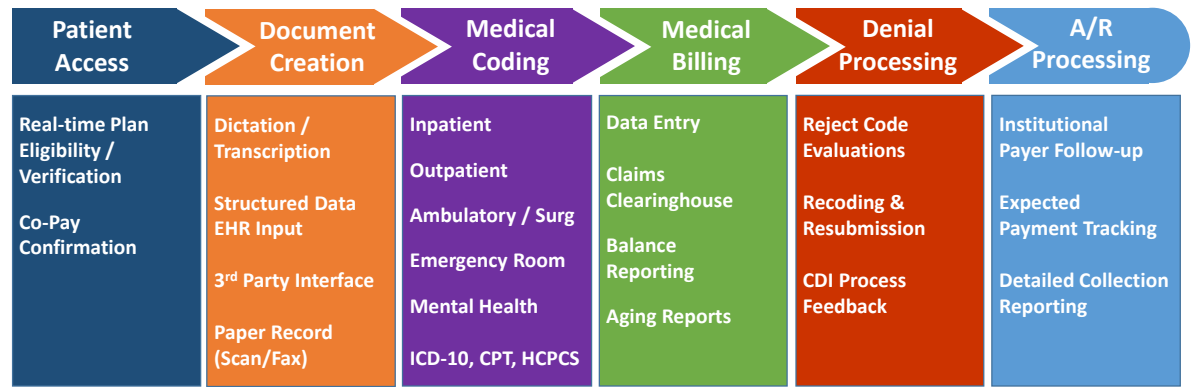 Patient
Access
Document
Creation
Medical
Coding
Medical
Billing
Denial
Processing
A/R
Processing
Real-time Plan
Eligibility /
Verification
Co-Pay
Confirmation
Dictation /
Transcription
Structured Data
EHR Input
3rd Party Interface
Paper Record
(Scan/Fax)
Inpatient
Outpatient
Ambulatory / Surg
Emergency Room
Mental Health
ICD-10, CPT, HCPCS
Data Entry
Claims
Clearinghouse
Balance
Reporting
Aging Reports
Reject Code
Evaluations
Recoding &
Resubmission
CDI Process
Feedback
Institutional
Payer Follow-up
Expected
Payment Tracking
Detailed Collection
Reporting